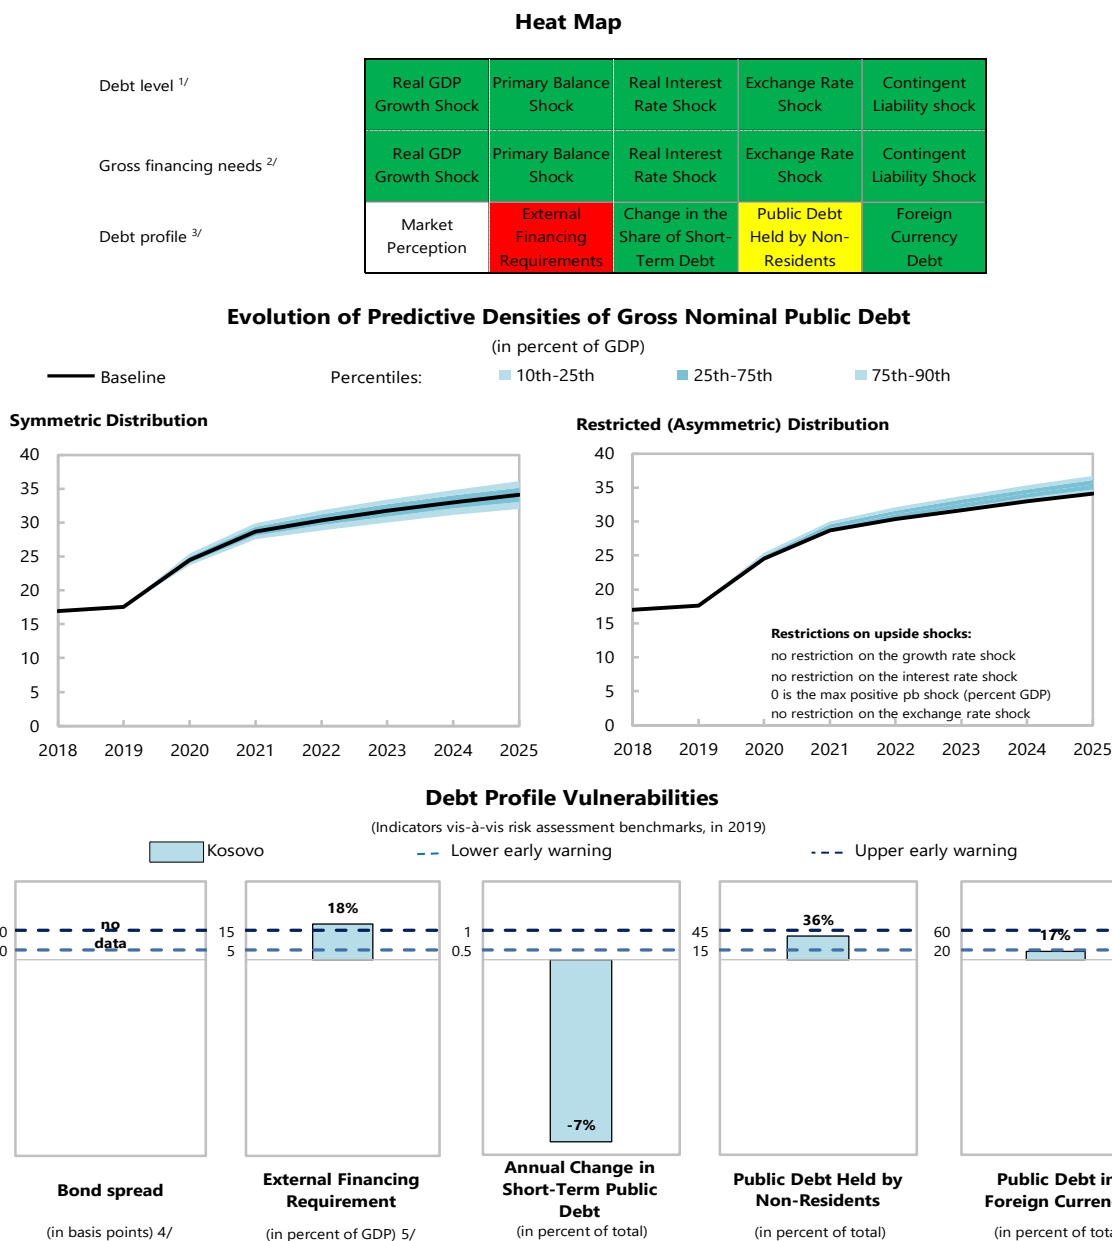 Heat Map
Debt level 1/
Real GDP Growth Shock
Primary Balance Shock
Real Interest Rate Shock
Exchange Rate Shock
Contingent Liability shock
Gross financing needs 2/
Real GDP Growth Shock
Primary Balance Shock
Real Interest Rate Shock
Exchange Rate Shock
Contingent Liability Shock
Debt profile 3/
Market Perception
External Financing Requirements
Change in the Share of Short-Term Debt
Public Debt Held by Non-Residents
Foreign Currency Debt
Evolution of Predictive Densities of Gross Nominal Public Debt
(in percent of GDP)
Baseline Percentiles: 10th-25th 25th-75th 75th-90th
Symmetric Distribution
40
35
30
25
20
15
10
5
0
2018 2019 2020 2021 2022 2023 2024 2025
Restricted (Asymmetric) Distribution
40
35
30
25
20
15
10
5
0
Restrictions on upside shocks:
no restriction on the growth rate shock
no restriction on the interest rate shock
0 is the max positive pb shock (percent GDP)
no restriction on the exchange rate shock
2018 2019 2020 2021 2022 2023 2024 2025
Debt Profile Vulnerabilities
(Indicators vis-à-vis risk assessment benchmarks, in 2019)
Kosovo Lower early warning Upper early warning
no
data
0
0
Bond spread
(in basis points) 4/
18%
15
5
External Financing
Requirement
(in percent of GDP) 5/
1
0.5
-7%
Annual Change in
Short-Term Public
Debt
(in percent of total)
36%
45
15
Public Debt Held by
Non-Residents
(in percent of total)
17%
60
20
Public Debt in
Foreign Curren
(in percent of tot